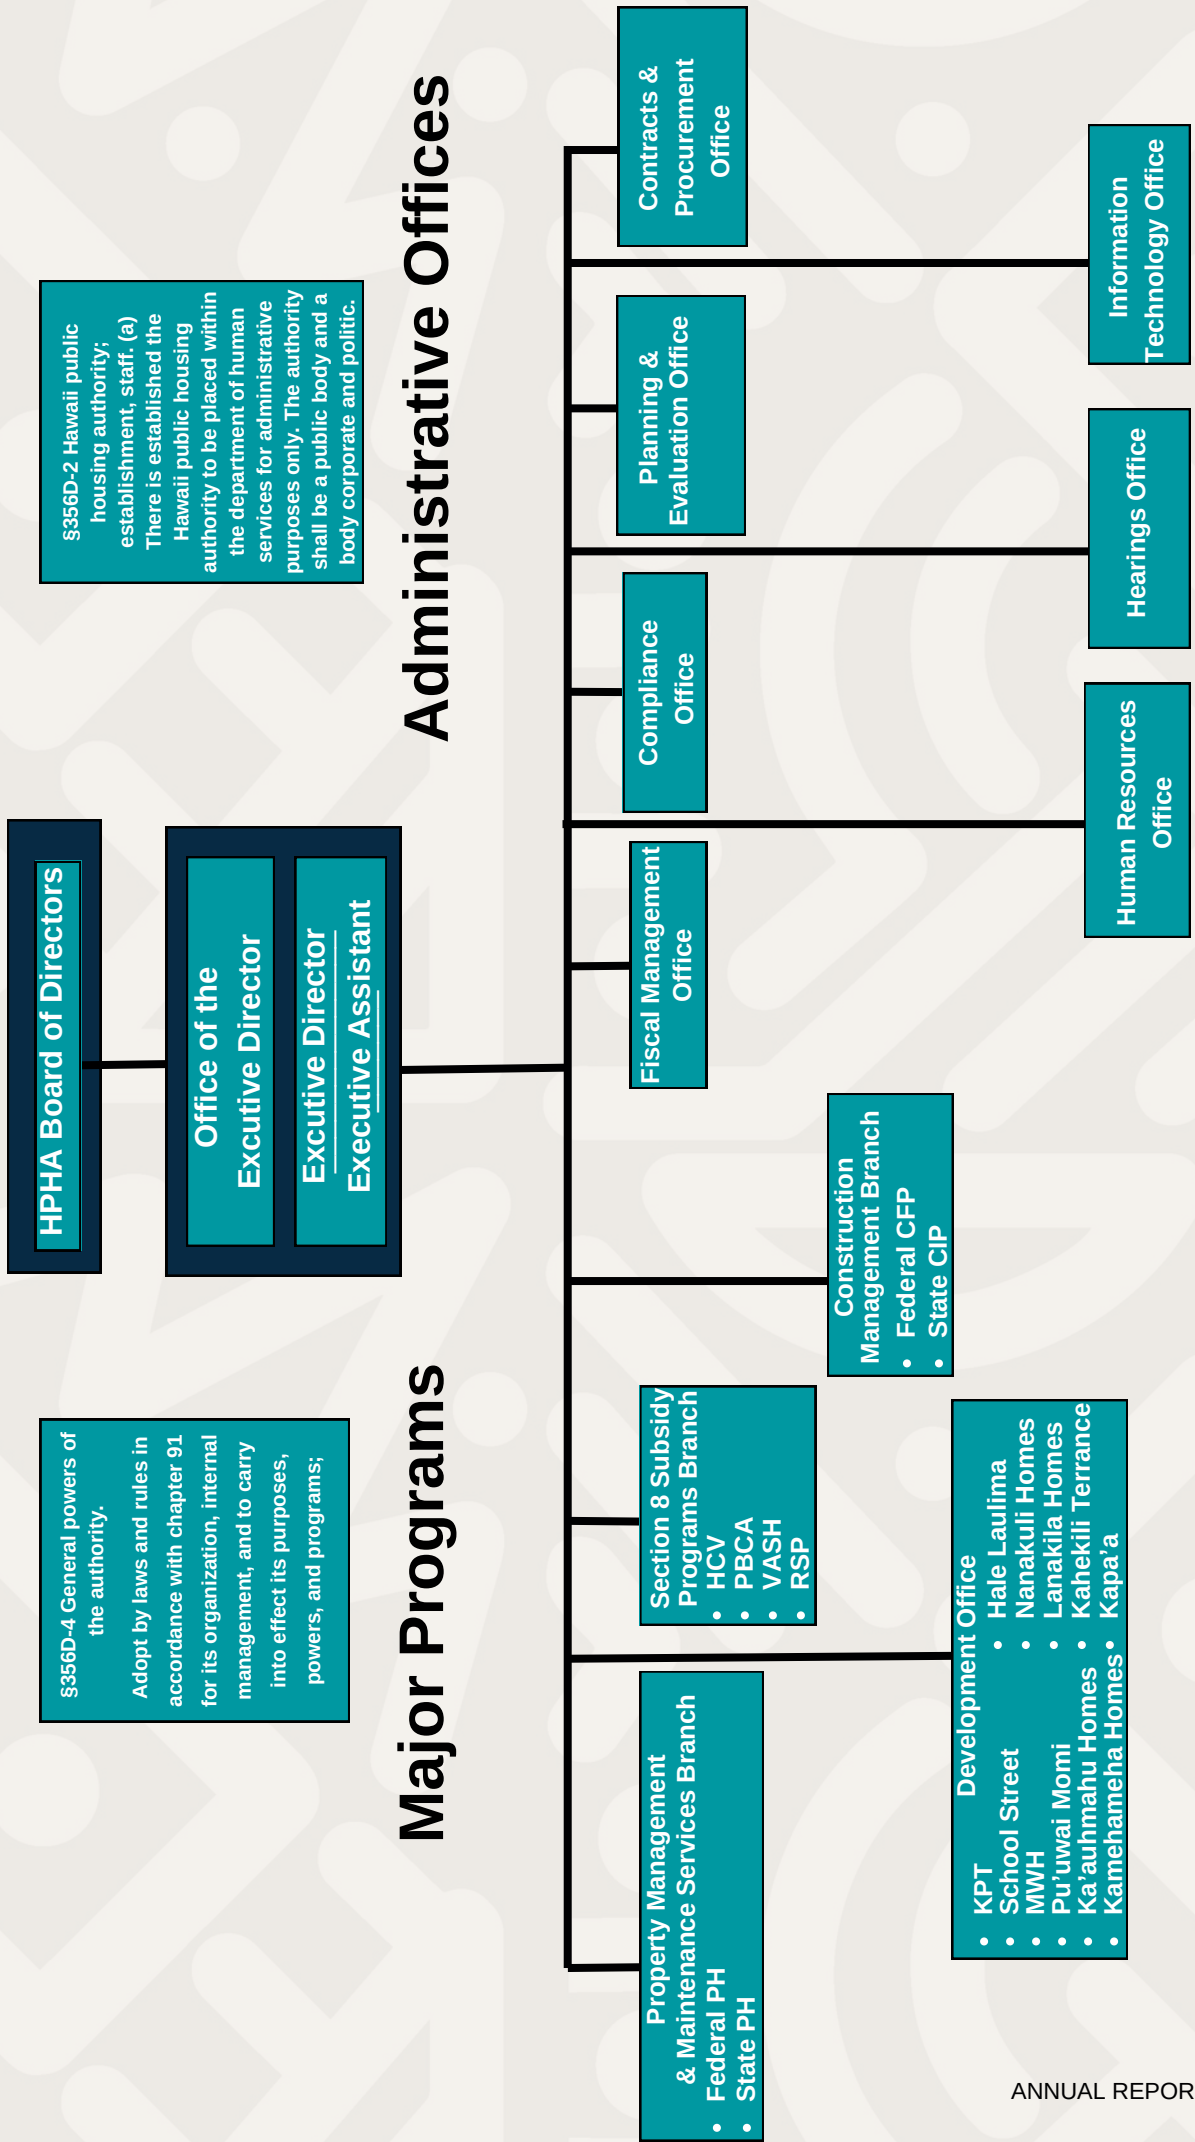 HPHA Board of Directors
Office of the
Excutive Director
Excutive Director
Executive Assistant
§356D-4 General powers of
the authority.
Adopt by laws and rules in
accordance with chapter 91
for its organization, internal
management, and to carry
into effect its purposes,
powers, and programs;
§356D-2 Hawaii public
housing authority;
establishment, staff. (a)
There is established the
Hawaii public housing
authority to be placed within
the department of human
services for administrative
purposes only. The authority
shall be a public body and a
body corporate and politic.
Major Programs
Administrative Offices
Property Management
& Maintenance Services Branch
• Federal PH
• State PH
Development Office
• KPT
• School Street
• MWH
• Pu’uwai Momi
• Ka’auhmahu Homes
• Kamehameha Homes
• Hale Laulima
• Nanakuli Homes
• Lanakila Homes
• Kahekili Terrance
• Kapa’a
Section 8 Subsidy
Programs Branch
• HCV
• PBCA
• VASH
• RSP
Construction
Management Branch
• Federal CFP
• State CIP
Fiscal Management
Office
Human Resources
Office
Compliance
Office
Hearings Office
Planning &
Evaluation Office
Information
Technology Office
Contracts &
Procurement
Office
ANNUAL REPOR